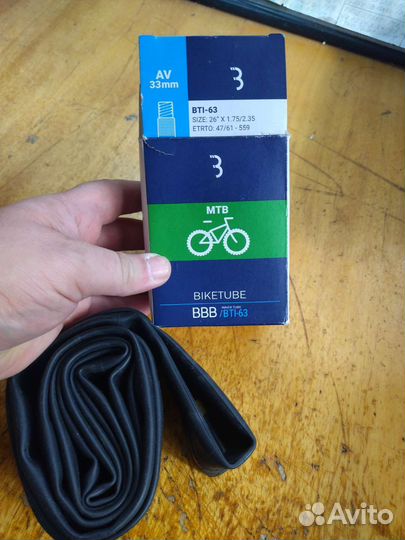 AV
33mm
BTI-63
SIZE: 26" X 1.75/2.35
ETRTO: 47/61 - 559
MTB
BIKETUBE
BBB /BTI-63
Avito